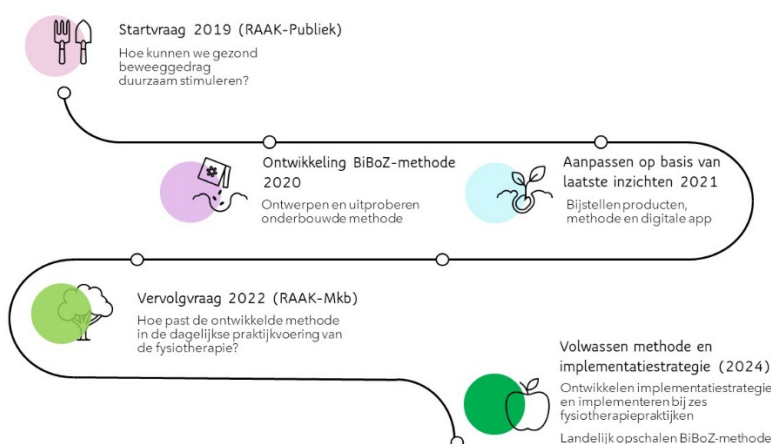 Startvraag 2019 (RAAK-Publiek)
Hoe kunnen we gezond
beweeggedrag
duurzaam stimuleren?
Ontwikkeling BiBoZ-methode
2020
Ontwerpen en uitproberen
onderbouwde methode
Aanpassen op basis van
laatste inzichten 2021
Bijstellen producten,
methode en digitale app
Vervolgvraag 2022 (RAAK-Mkb)
Hoe past de ontwikkelde methode
in de dagelijkse praktijkvoering van
de fysiotherapie?
Volwassen methode en
implementatiestrategie (2024)
Ontwikkelen implementatiestrategie
en implementeren bij zes
fysiotherapiepraktijken
Landelijk opschalen BiBoZ-methode